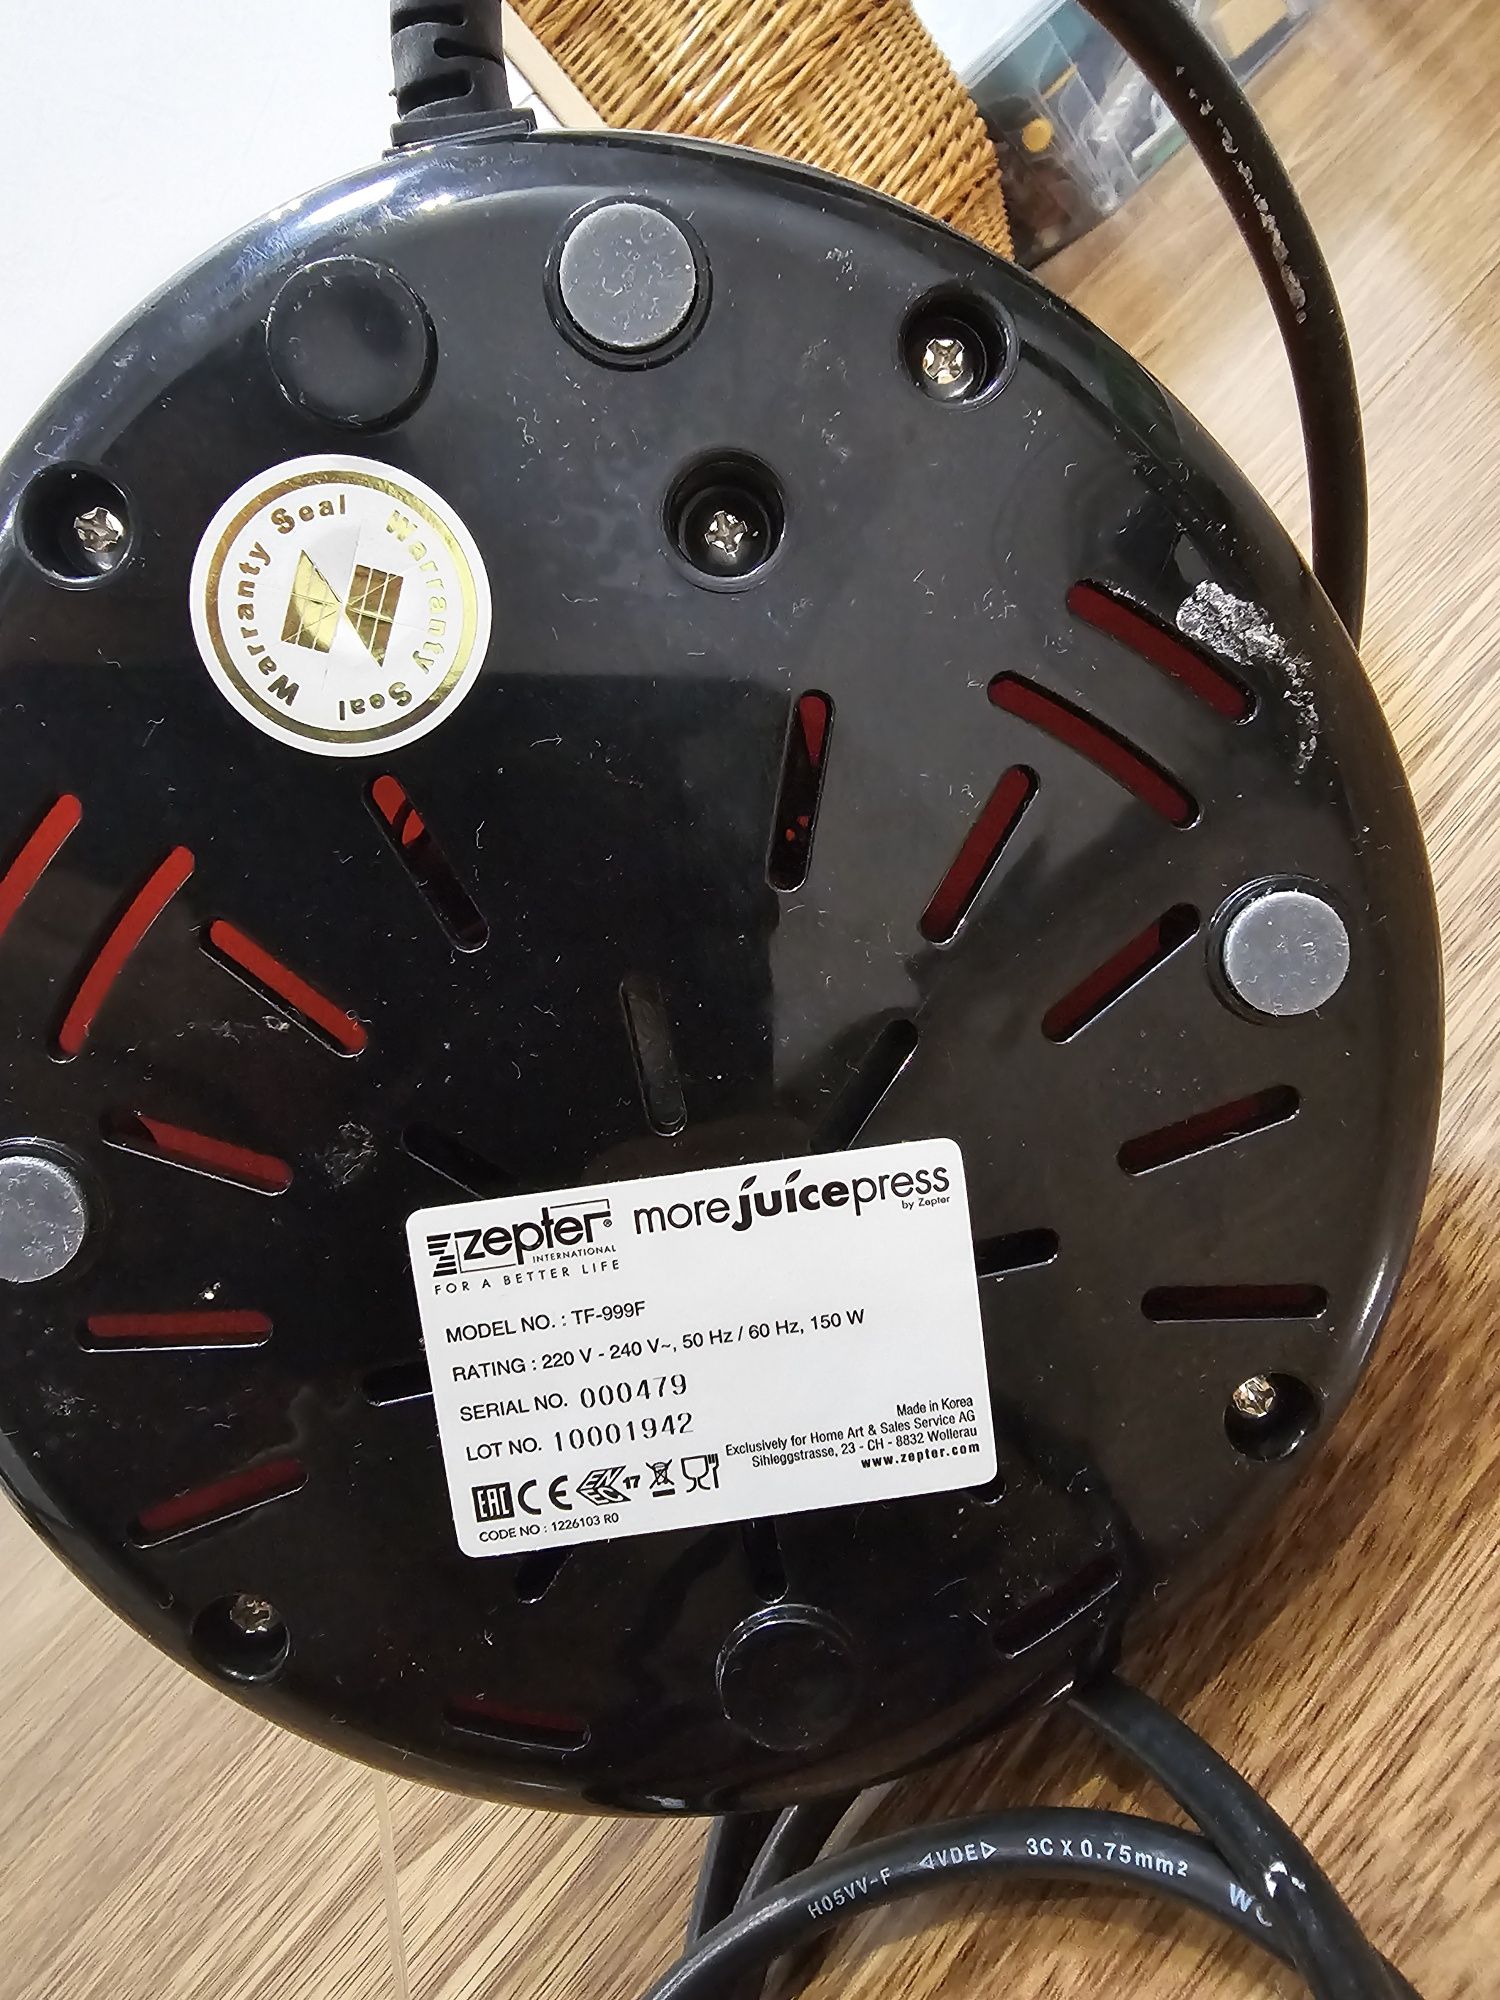 Warranty Seal Warranty Seal
zepter®
INTERNATIONAL
FOR A BETTER LIFE
morejuicepress
by Zepter
MODEL NO. : TF-999F
RATING : 220 V - 240 V~, 50 Hz / 60 Hz, 150 W
SERIAL NO. 000479
LOT NO. 10001942
Made in Korea
Exclusively for Home Art & Sales Service AG
Sihleggstrasse, 23 - CH - 8832 Wollerau
www.zepter.com
EAC CE 17
CODE NO : 1226103 R0
H05VV-F ◁VDE▷ 3C X 0.75mm²